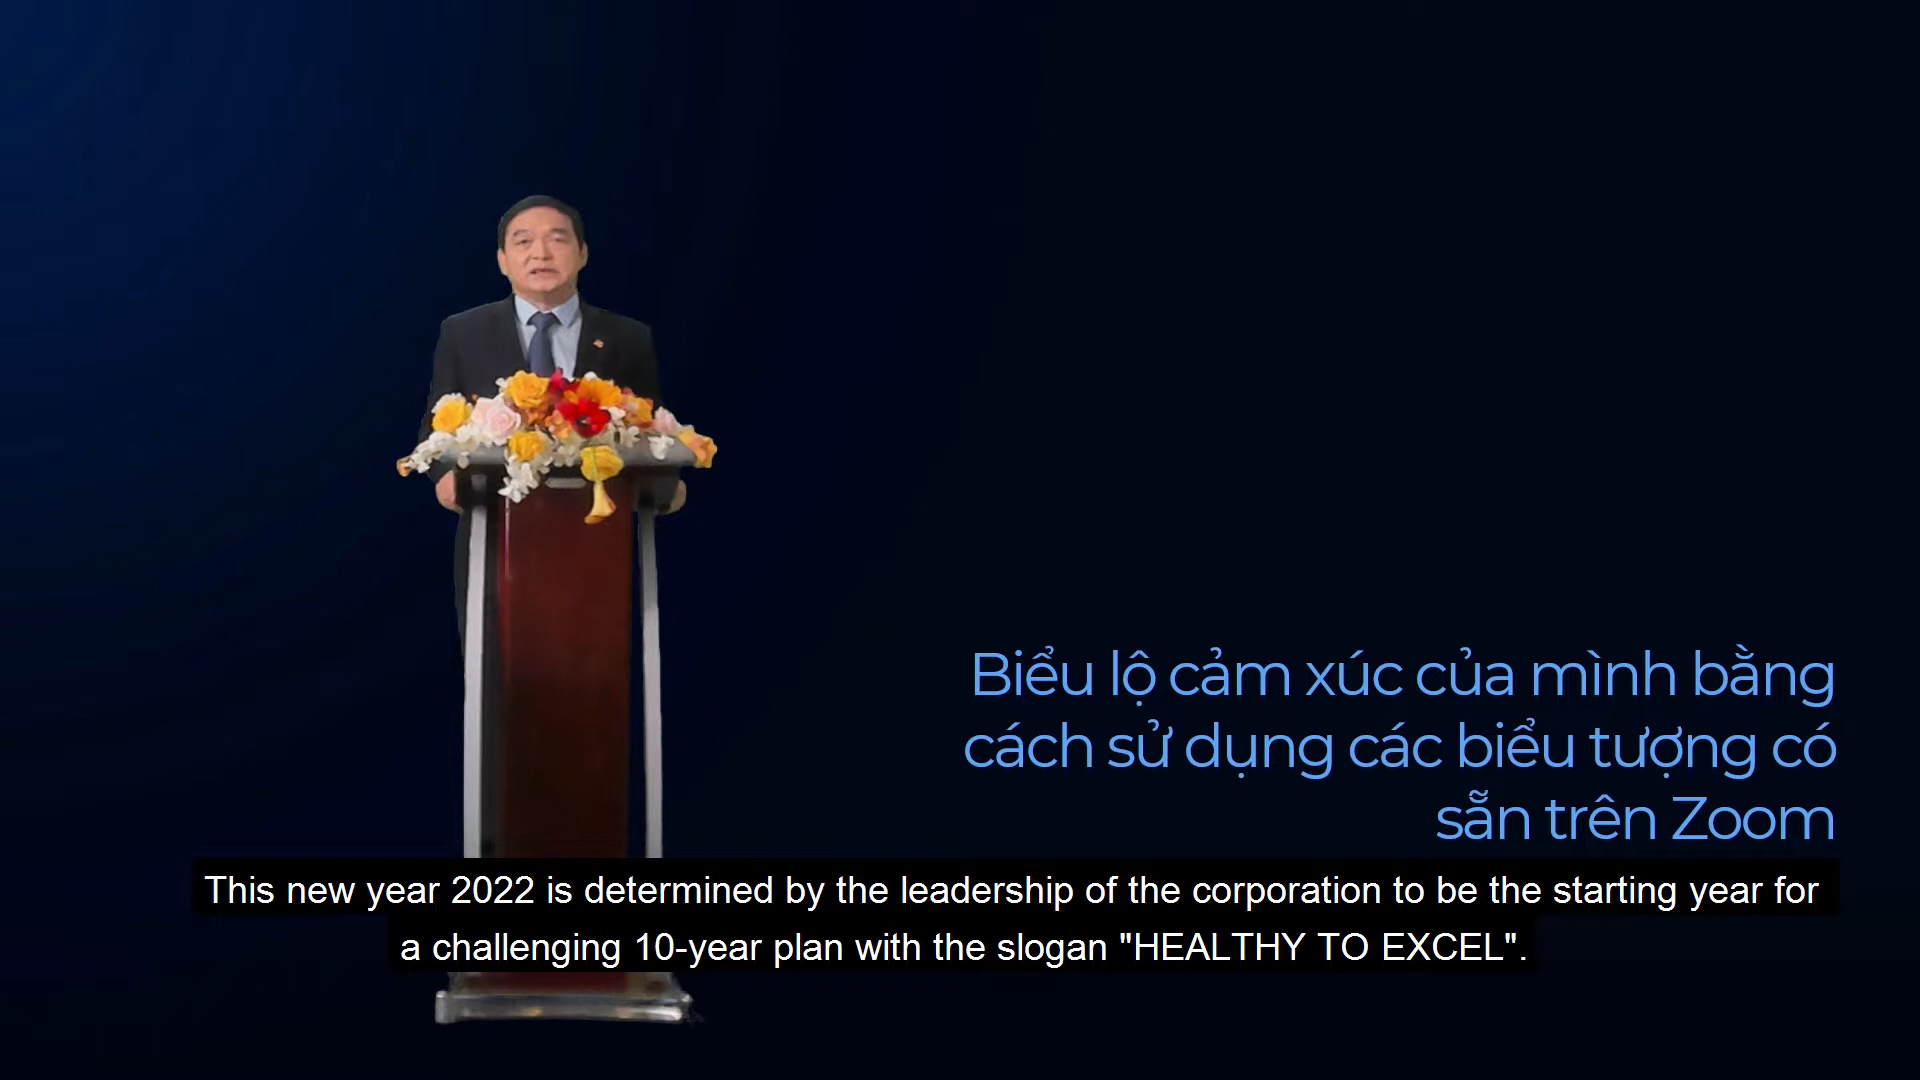 Biểu lộ cảm xúc của mình bằng
cách sử dụng các biểu tượng có
sẵn trên Zoom
This new year 2022 is determined by the leadership of the corporation to be the starting year for
a challenging 10-year plan with the slogan "HEALTHY TO EXCEL".